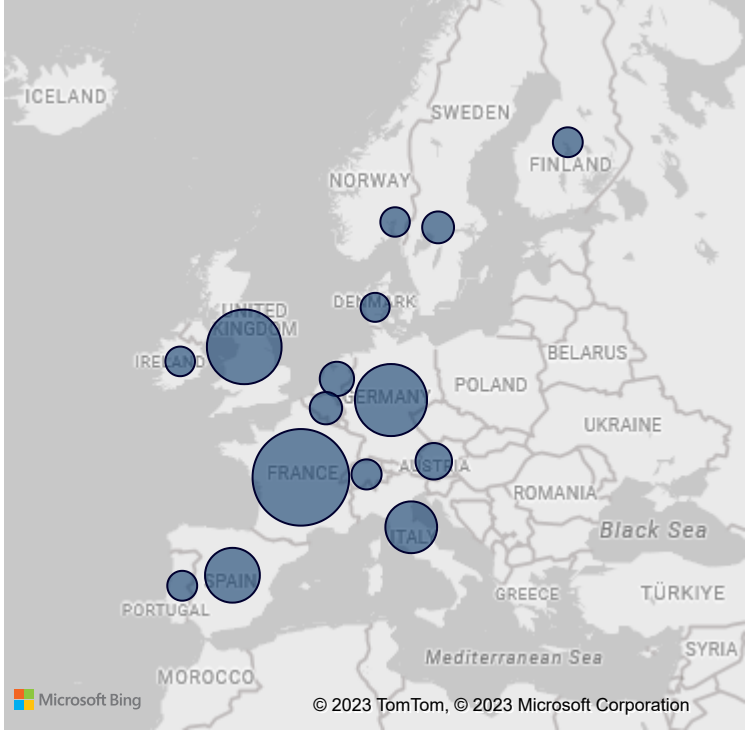 ICELAND
SWEDEN
FINLAND
NORWAY
DENMARK
UNITED
KINGDOM
IRELAND
BELARUS
POLAND
GERMANY
UKRAINE
FRANCE
AUSTRIA
ROMANIA
Black Sea
ITALY
SPAIN
PORTUGAL
GREECE
TÜRKIYE
SYRIA
Mediterranean Sea
MOROCCO
Microsoft Bing
© 2023 TomTom, © 2023 Microsoft Corporation